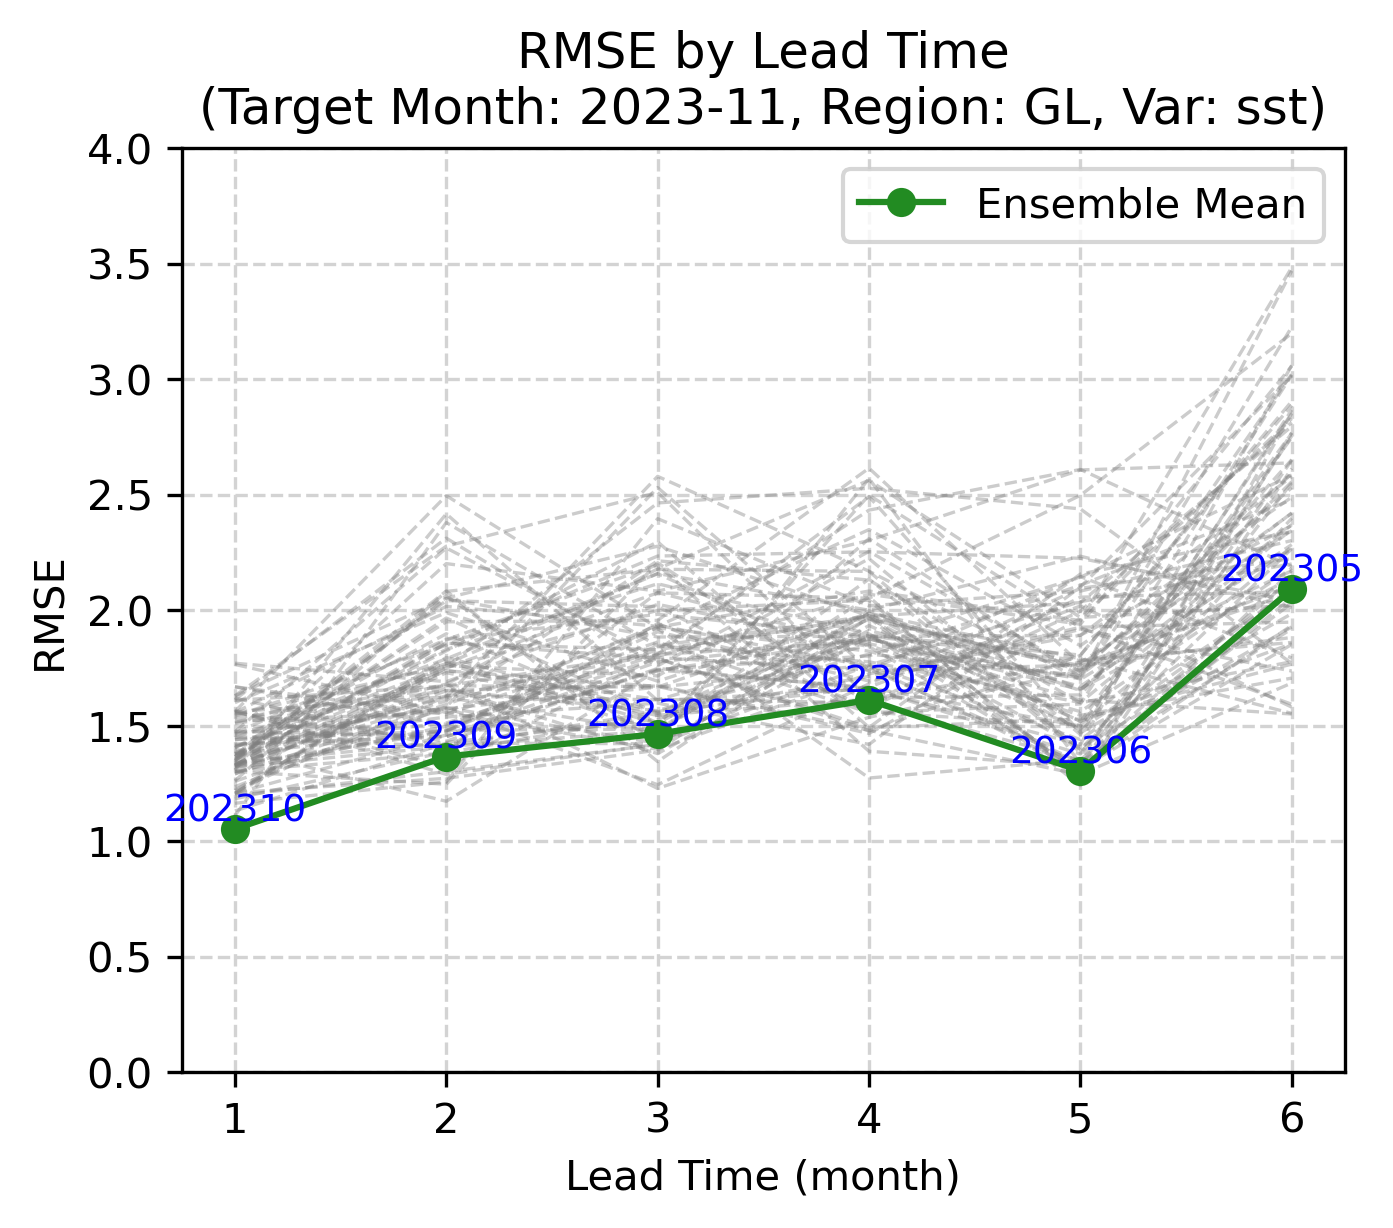 RMSE by Lead Time
(Target Month: 2023-11, Region: GL, Var: sst)
Ensemble Mean
RMSE
4.0
3.5
3.0
2.5
2.0
1.5
1.0
0.5
0.0
202310
202309
202308
202307
202306
202305
1 2 3 4 5 6
Lead Time (month)